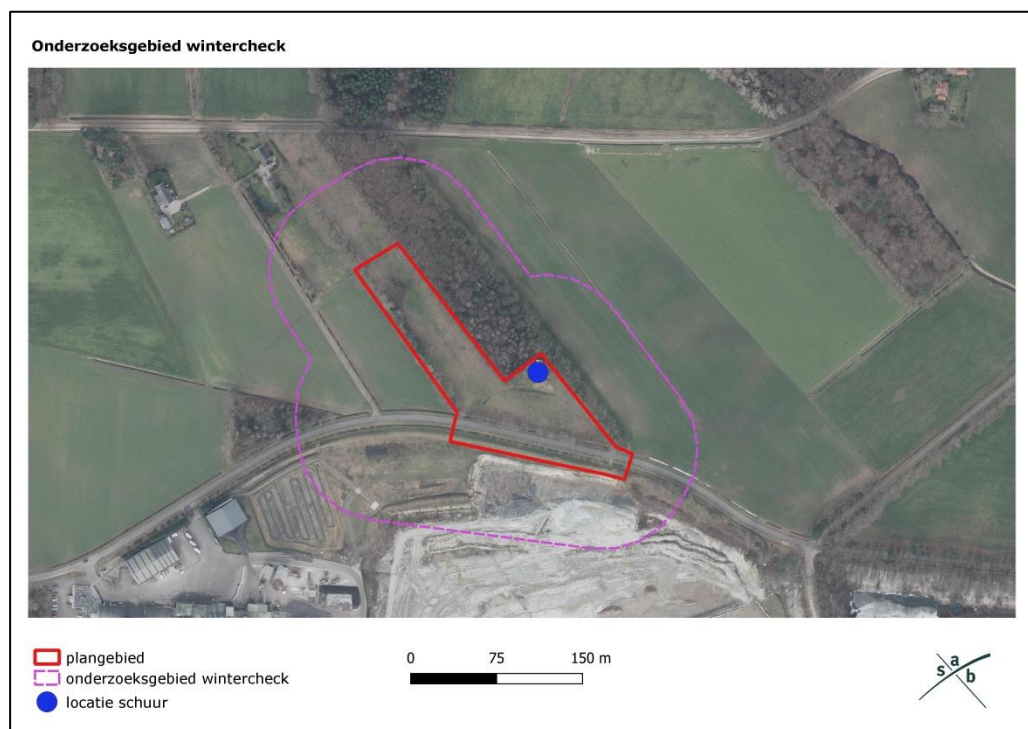 Onderzoeksgebied wintercheck
plangebied
onderzoeksgebied wintercheck
locatie schuur
0 75 150 m
s a b